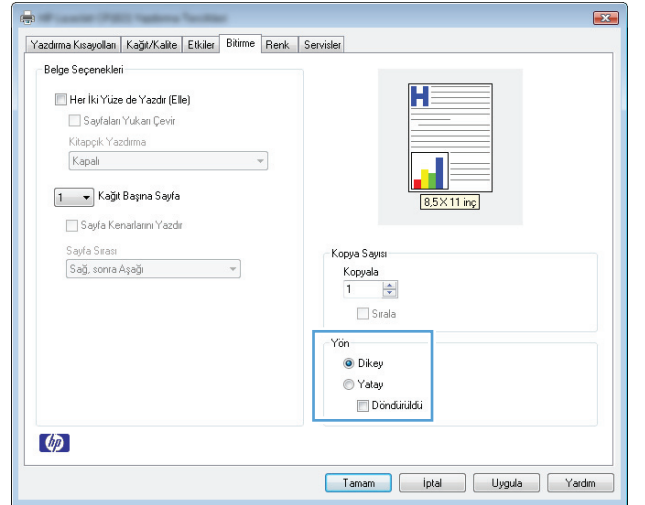 Yazdırma Kısayolları Kağıt/Kalite Etkiler Bitirme Renk Servisler
Belge Seçenekleri
Her İki Yüze de Yazdır (Elle)
Sayfaları Yukarı Çevir
Kitapçık Yazdırma
Kapalı
1 Kağıt Başına Sayfa
Sayfa Kenarlarını Yazdır
Sayfa Sırası
Sağ, sonra Aşağı
H
8,5 X 11 inç
Kopya Sayısı
Kopyala
1
Sırala
Yön
Dikey
Yatay
Döndürüldü
hp
Tamam İptal Uygula Yardım